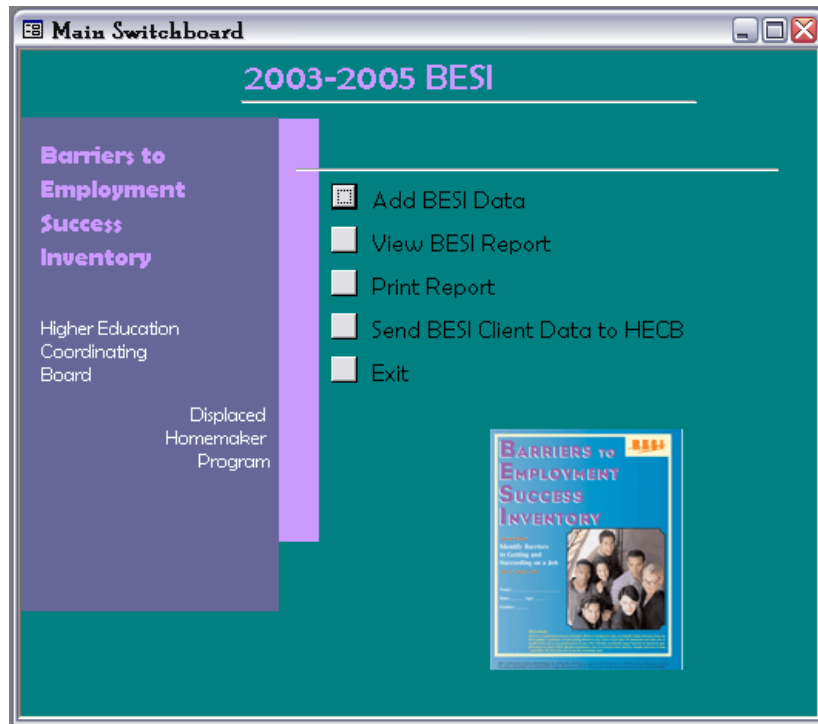 Main Switchboard
2003-2005 BESI
Barriers to
Employment
Success
Inventory
Higher Education
Coordinating
Board
Displaced
Homemaker
Program
Add BESI Data
View BESI Report
Print Report
Send BESI Client Data to HECB
Exit
BESI
BARRIERS TO
EMPLOYMENT
SUCCESS
INVENTORY
Identify Barriers
to Getting and
Succeeding on a Job